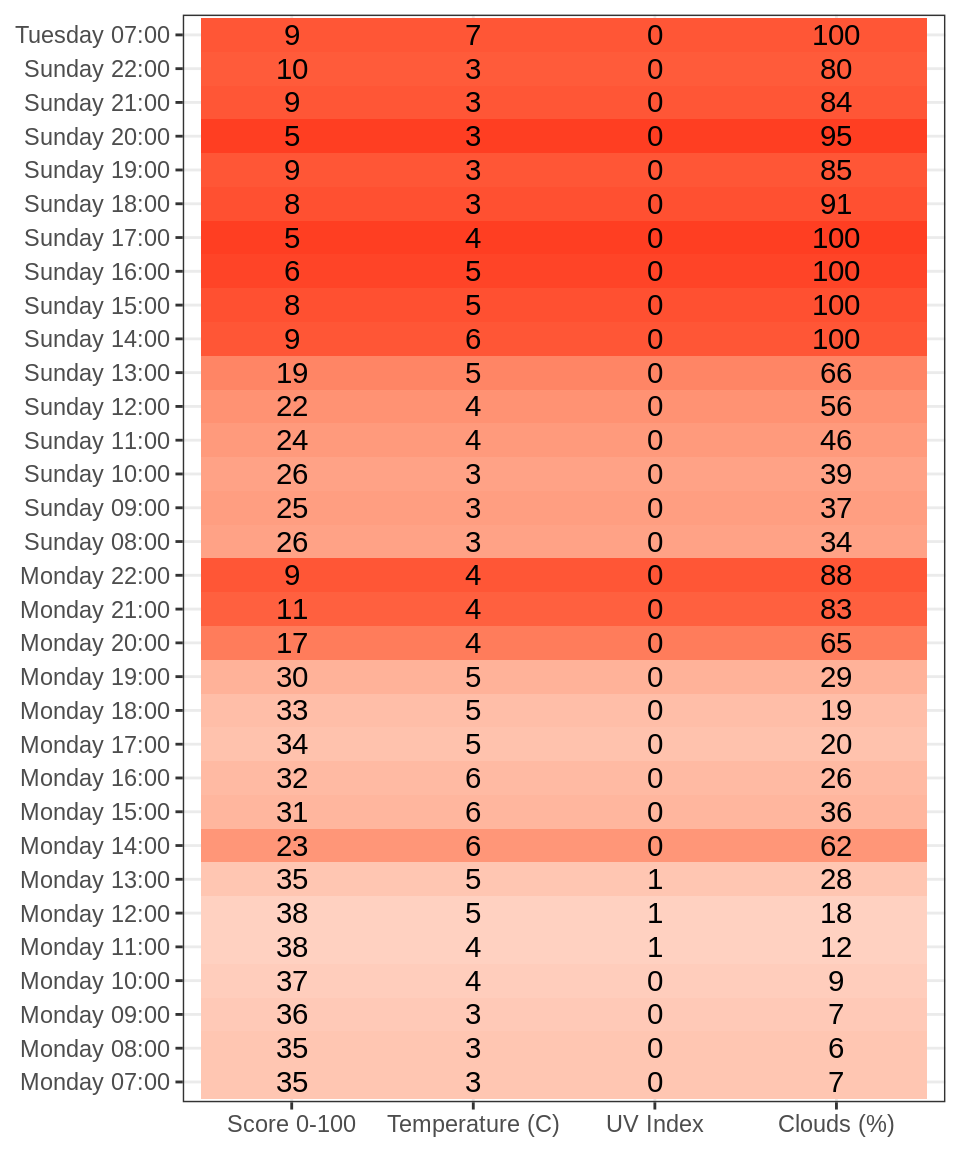 Tuesday 07:00 9 7 0 100
Sunday 22:00 10 3 0 80
Sunday 21:00 9 3 0 84
Sunday 20:00 5 3 0 95
Sunday 19:00 9 3 0 85
Sunday 18:00 8 3 0 91
Sunday 17:00 5 4 0 100
Sunday 16:00 6 5 0 100
Sunday 15:00 8 5 0 100
Sunday 14:00 9 6 0 100
Sunday 13:00 19 5 0 66
Sunday 12:00 22 4 0 56
Sunday 11:00 24 4 0 46
Sunday 10:00 26 3 0 39
Sunday 09:00 25 3 0 37
Sunday 08:00 26 3 0 34
Monday 22:00 9 4 0 88
Monday 21:00 11 4 0 83
Monday 20:00 17 4 0 65
Monday 19:00 30 5 0 29
Monday 18:00 33 5 0 19
Monday 17:00 34 5 0 20
Monday 16:00 32 6 0 26
Monday 15:00 31 6 0 36
Monday 14:00 23 6 0 62
Monday 13:00 35 5 1 28
Monday 12:00 38 5 1 18
Monday 11:00 38 4 1 12
Monday 10:00 37 4 0 9
Monday 09:00 36 3 0 7
Monday 08:00 35 3 0 6
Monday 07:00 35 3 0 7
Score 0-100 Temperature (C) UV Index Clouds (%)